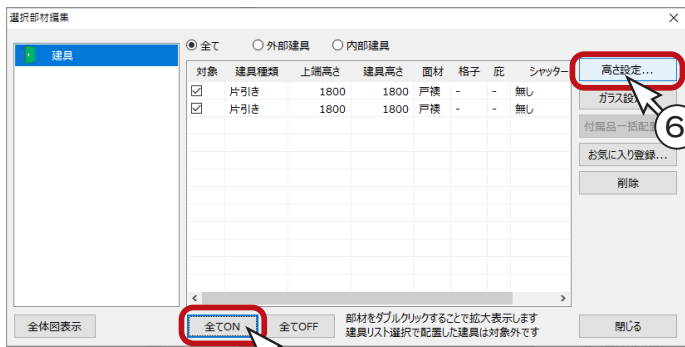 選択部材編集 ×
建具
全て 外部建具 内部建具
対象 建具種類 上端高さ 建具高さ 面材 格子 庇 シャッター
片引き 1800 1800 戸襖 - - 無し
片引き 1800 1800 戸襖 - - 無し
高さ設定...
ガラス設
付属品一括配
⑥
お気に入り登録...
削除
全体図表示
全てON 全てOFF
部材をダブルクリックすることで拡大表示します
建具リスト選択で配置した建具は対象外です
閉じる